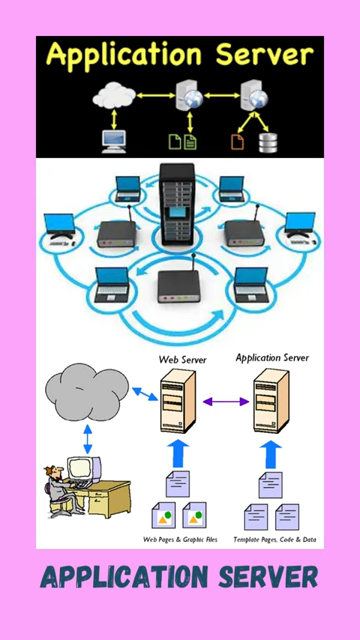 Application Server
Web Server
Application Server
Web Pages & Graphic Files
Template Pages, Code & Data
APPLICATION SERVER